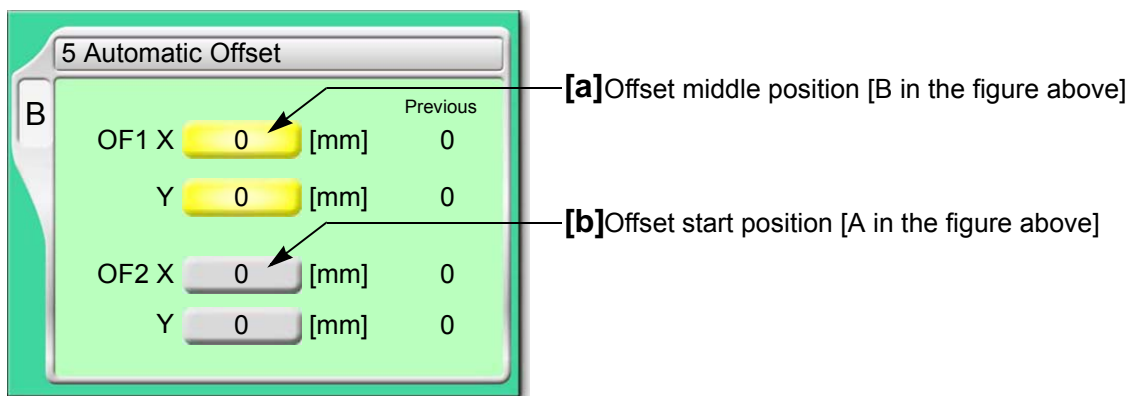 5 Automatic Offset
[a]Offset middle position [B in the figure above]
B
Previous
OF1 X 0 [mm] 0
Y 0 [mm] 0
[b]Offset start position [A in the figure above]
OF2 X 0 [mm] 0
Y 0 [mm] 0